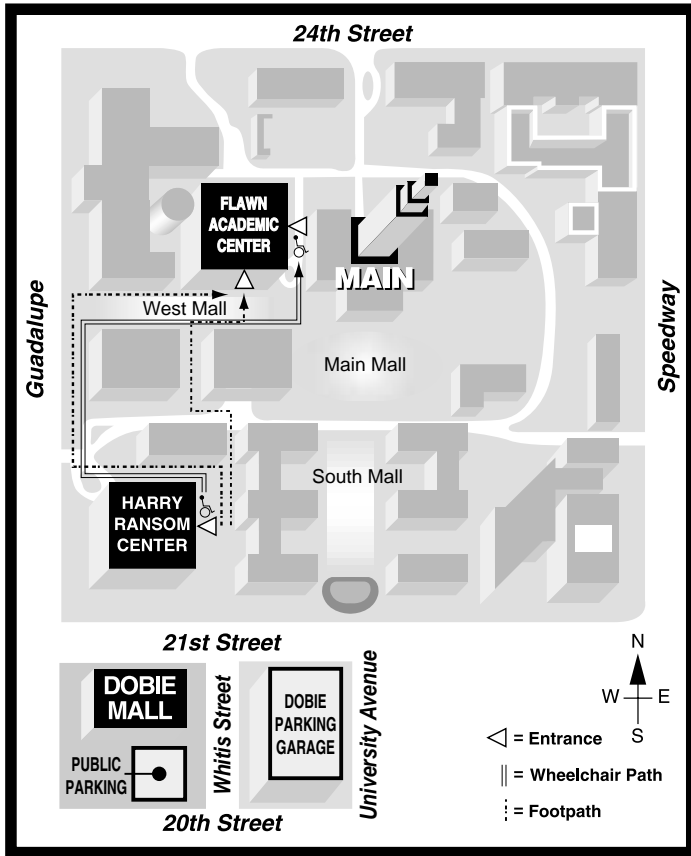 24th Street
FLAWN
ACADEMIC
CENTER
MAIN
West Mall
Guadalupe
Speedway
Main Mall
South Mall
HARRY
RANSOM
CENTER
21st Street
DOBIE
MALL
Whitis Street
DOBIE
PARKING
GARAGE
University Avenue
PUBLIC
PARKING
20th Street
N
W
E
S
= Entrance
= Wheelchair Path
= Footpath